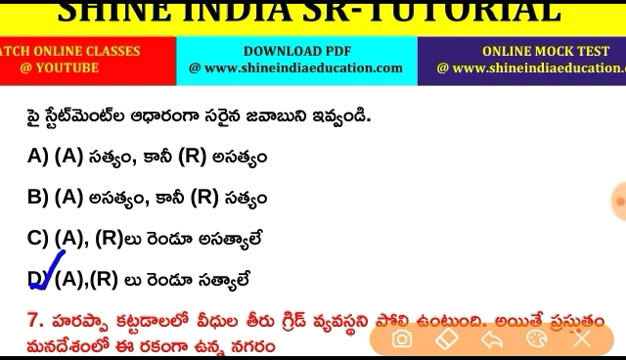 SHINE INDIA SR-TUTORIAL
ATCH ONLINE CLASSES
@ YOUTUBE
DOWNLOAD PDF
@ www.shineindiaeducation.com
ONLINE MOCK TEST
@ www.shineindiaeducation.
పై స్టేట్‌మెంట్‌ల ఆధారంగా సరైన జవాబుని ఇవ్వండి.
A) (A) సత్యం, కానీ (R) అసత్యం
B) (A) అసత్యం, కానీ (R) సత్యం
C) (A), (R)లు రెండూ అసత్యాలే
D) (A),(R) లు రెండూ సత్యాలే
7. హరప్పా కట్టడాలలో వీధుల తీరు గ్రిడ్ వ్యవస్థని పోలి ఉంటుంది. అయితే ప్రస్తుతం
మనదేశంలో ఈ రకంగా ఉన్న నగరం